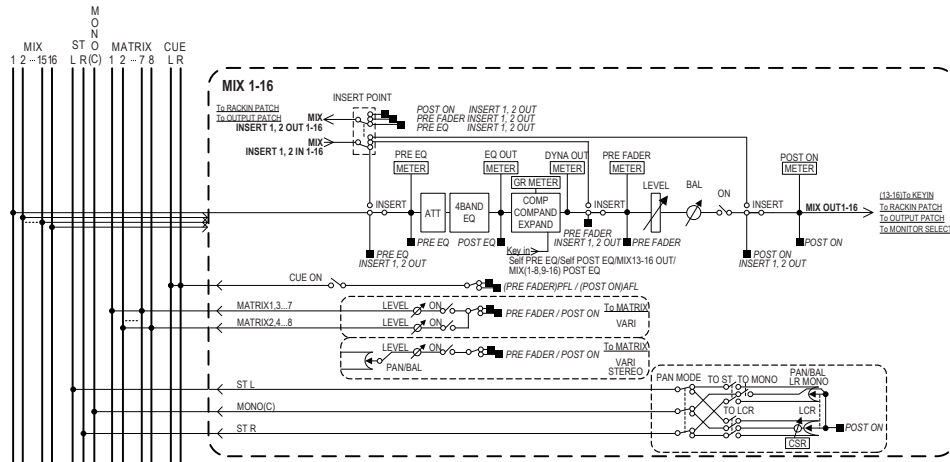 MONO(C)
MIX
ST
MATRIX
CUE
1 2 ··· 15 16
L R
1 2 ··· 7 8
L R
MIX 1-16
INSERT POINT
To RACKIN PATCH
To OUTPUT PATCH
MIX
INSERT 1, 2 OUT 1-16
MIX
INSERT 1, 2 IN 1-16
POST ON INSERT 1, 2 OUT
PRE FADER INSERT 1, 2 OUT
PRE EQ INSERT 1, 2 OUT
PRE EQ
METER
EQ OUT
METER
DYNA OUT
METER
PRE FADER
METER
POST ON
METER
GR METER
INSERT
ATT
4BAND
EQ
COMP
COMPAND
EXPAND
INSERT
LEVEL
BAL
ON
INSERT
MIX OUT1-16
(13-16)To KEYIN
To RACKIN PATCH
To OUTPUT PATCH
To MONITOR SELECT
PRE EQ
INSERT 1, 2 OUT
PRE EQ
POST EQ
Key in
Self PRE EQ/Self POST EQ/MIX13-16 OUT/
MIX(1-8,9-16) POST EQ
PRE FADER
INSERT 1, 2 OUT
PRE FADER
POST ON
INSERT 1, 2 OUT
POST ON
CUE ON
(PRE FADER)PFL / (POST ON)AFL
MATRIX1,3...7
LEVEL
ON
PRE FADER / POST ON
To MATRIX
VARI
MATRIX2,4...8
LEVEL
ON
LEVEL
ON
PAN/BAL
PRE FADER / POST ON
To MATRIX
VARI
STEREO
ST L
MONO(C)
ST R
PAN MODE
TO ST
TO MONO
PAN/BAL
LR MONO
TO LCR
LCR
CSR
POST ON